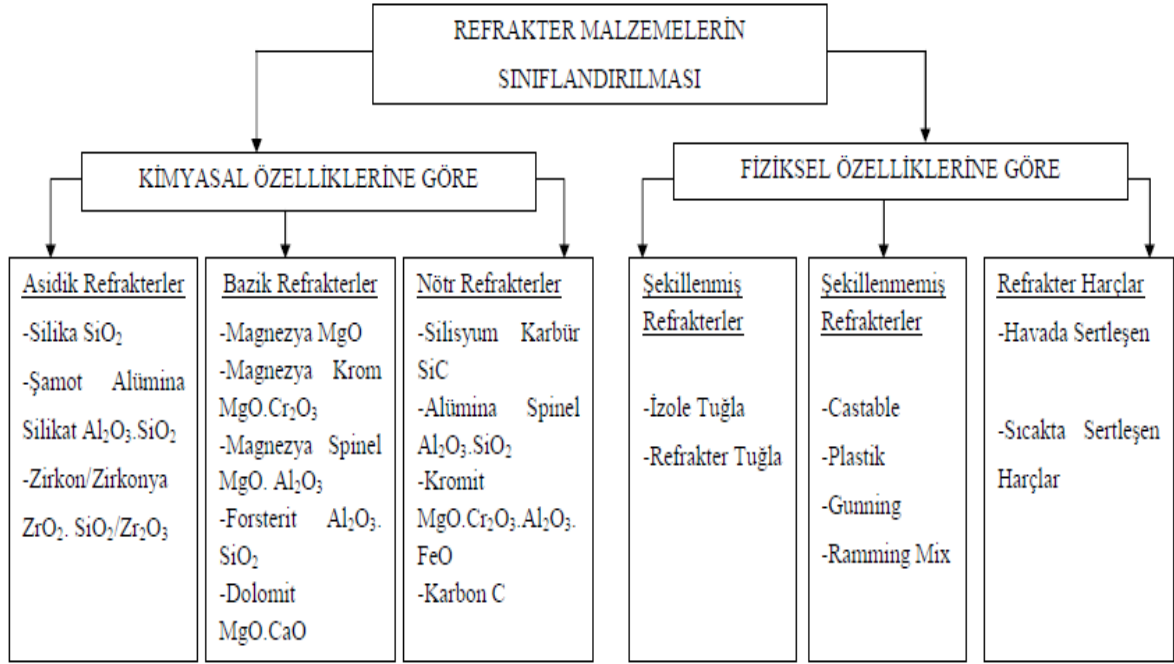 REFRAKTER MALZEMELERİN
SINIFLANDIRILMASI
KİMYASAL ÖZELLİKLERİNE GÖRE
FİZİKSEL ÖZELLİKLERİNE GÖRE
Asidik Refrakterler
-Silika SiO₂
-Şamot Alümina
Silikat Al₂O₃.SiO₂
-Zirkon/Zirkonya
ZrO₂. SiO₂/Zr₂O₃
Bazik Refrakterler
-Magnezya MgO
-Magnezya Krom
MgO.Cr₂O₃
-Magnezya Spinel
MgO. Al₂O₃
-Forsterit Al₂O₃.
SiO₂
-Dolomit
MgO.CaO
Nötr Refrakterler
-Silisyum Karbür
SiC
-Alümina Spinel
Al₂O₃.SiO₂
-Kromit
MgO.Cr₂O₃.Al₂O₃.
FeO
-Karbon C
Şekillenmiş
Refrakterler
-İzole Tuğla
-Refrakter Tuğla
Şekillenmemiş
Refrakterler
-Castable
-Plastik
-Gunning
-Ramming Mix
Refrakter Harçlar
-Havada Sertleşen
-Sıcakta Sertleşen
Harçlar